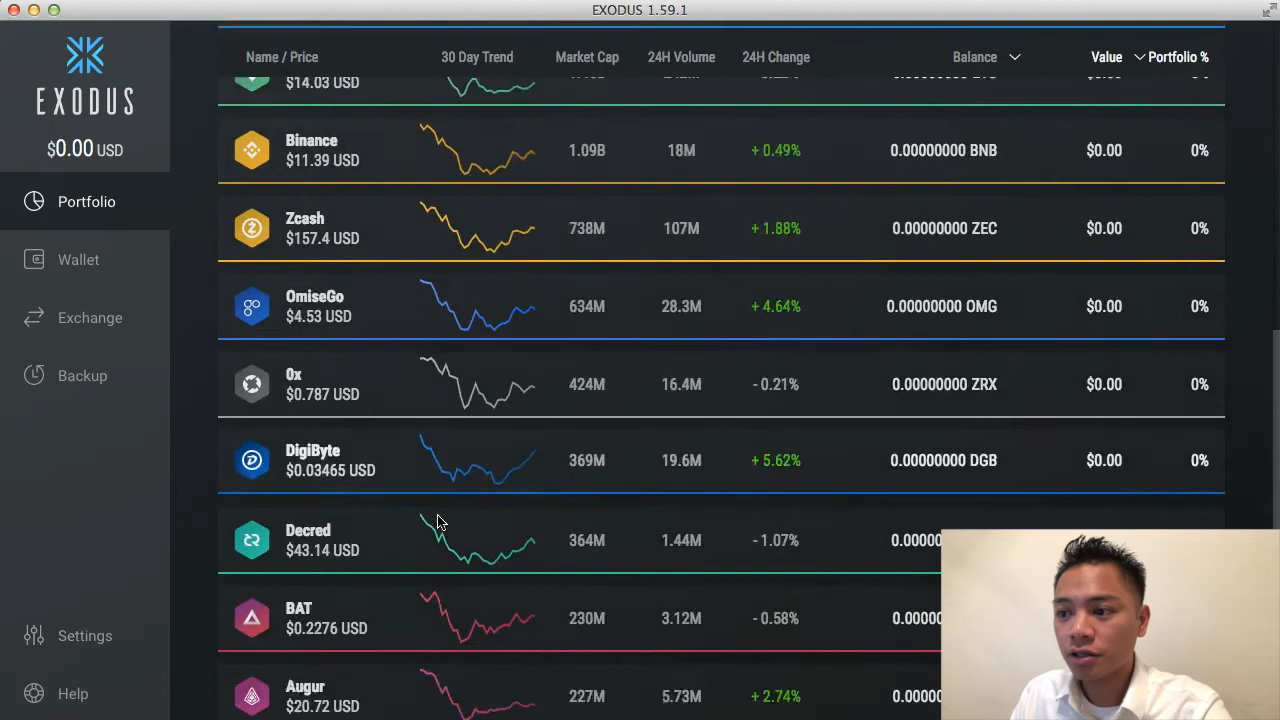 EXODUS 1.59.1
EXODUS
$0.00 USD
Portfolio
Wallet
Exchange
Backup
Settings
Help
Name / Price 30 Day Trend Market Cap 24H Volume 24H Change Balance Value Portfolio %
$14.03 USD
Binance
$11.39 USD 1.09B 18M + 0.49% 0.00000000 BNB $0.00 0%
Zcash
$157.4 USD 738M 107M + 1.88% 0.00000000 ZEC $0.00 0%
OmiseGo
$4.53 USD 634M 28.3M + 4.64% 0.00000000 OMG $0.00 0%
0x
$0.787 USD 424M 16.4M - 0.21% 0.00000000 ZRX $0.00 0%
DigiByte
$0.03465 USD 369M 19.6M + 5.62% 0.00000000 DGB $0.00 0%
Decred
$43.14 USD 364M 1.44M - 1.07% 0.0000
BAT
$0.2276 USD 230M 3.12M - 0.58% 0.0000
Augur
$20.72 USD 227M 5.73M + 2.74% 0.0000